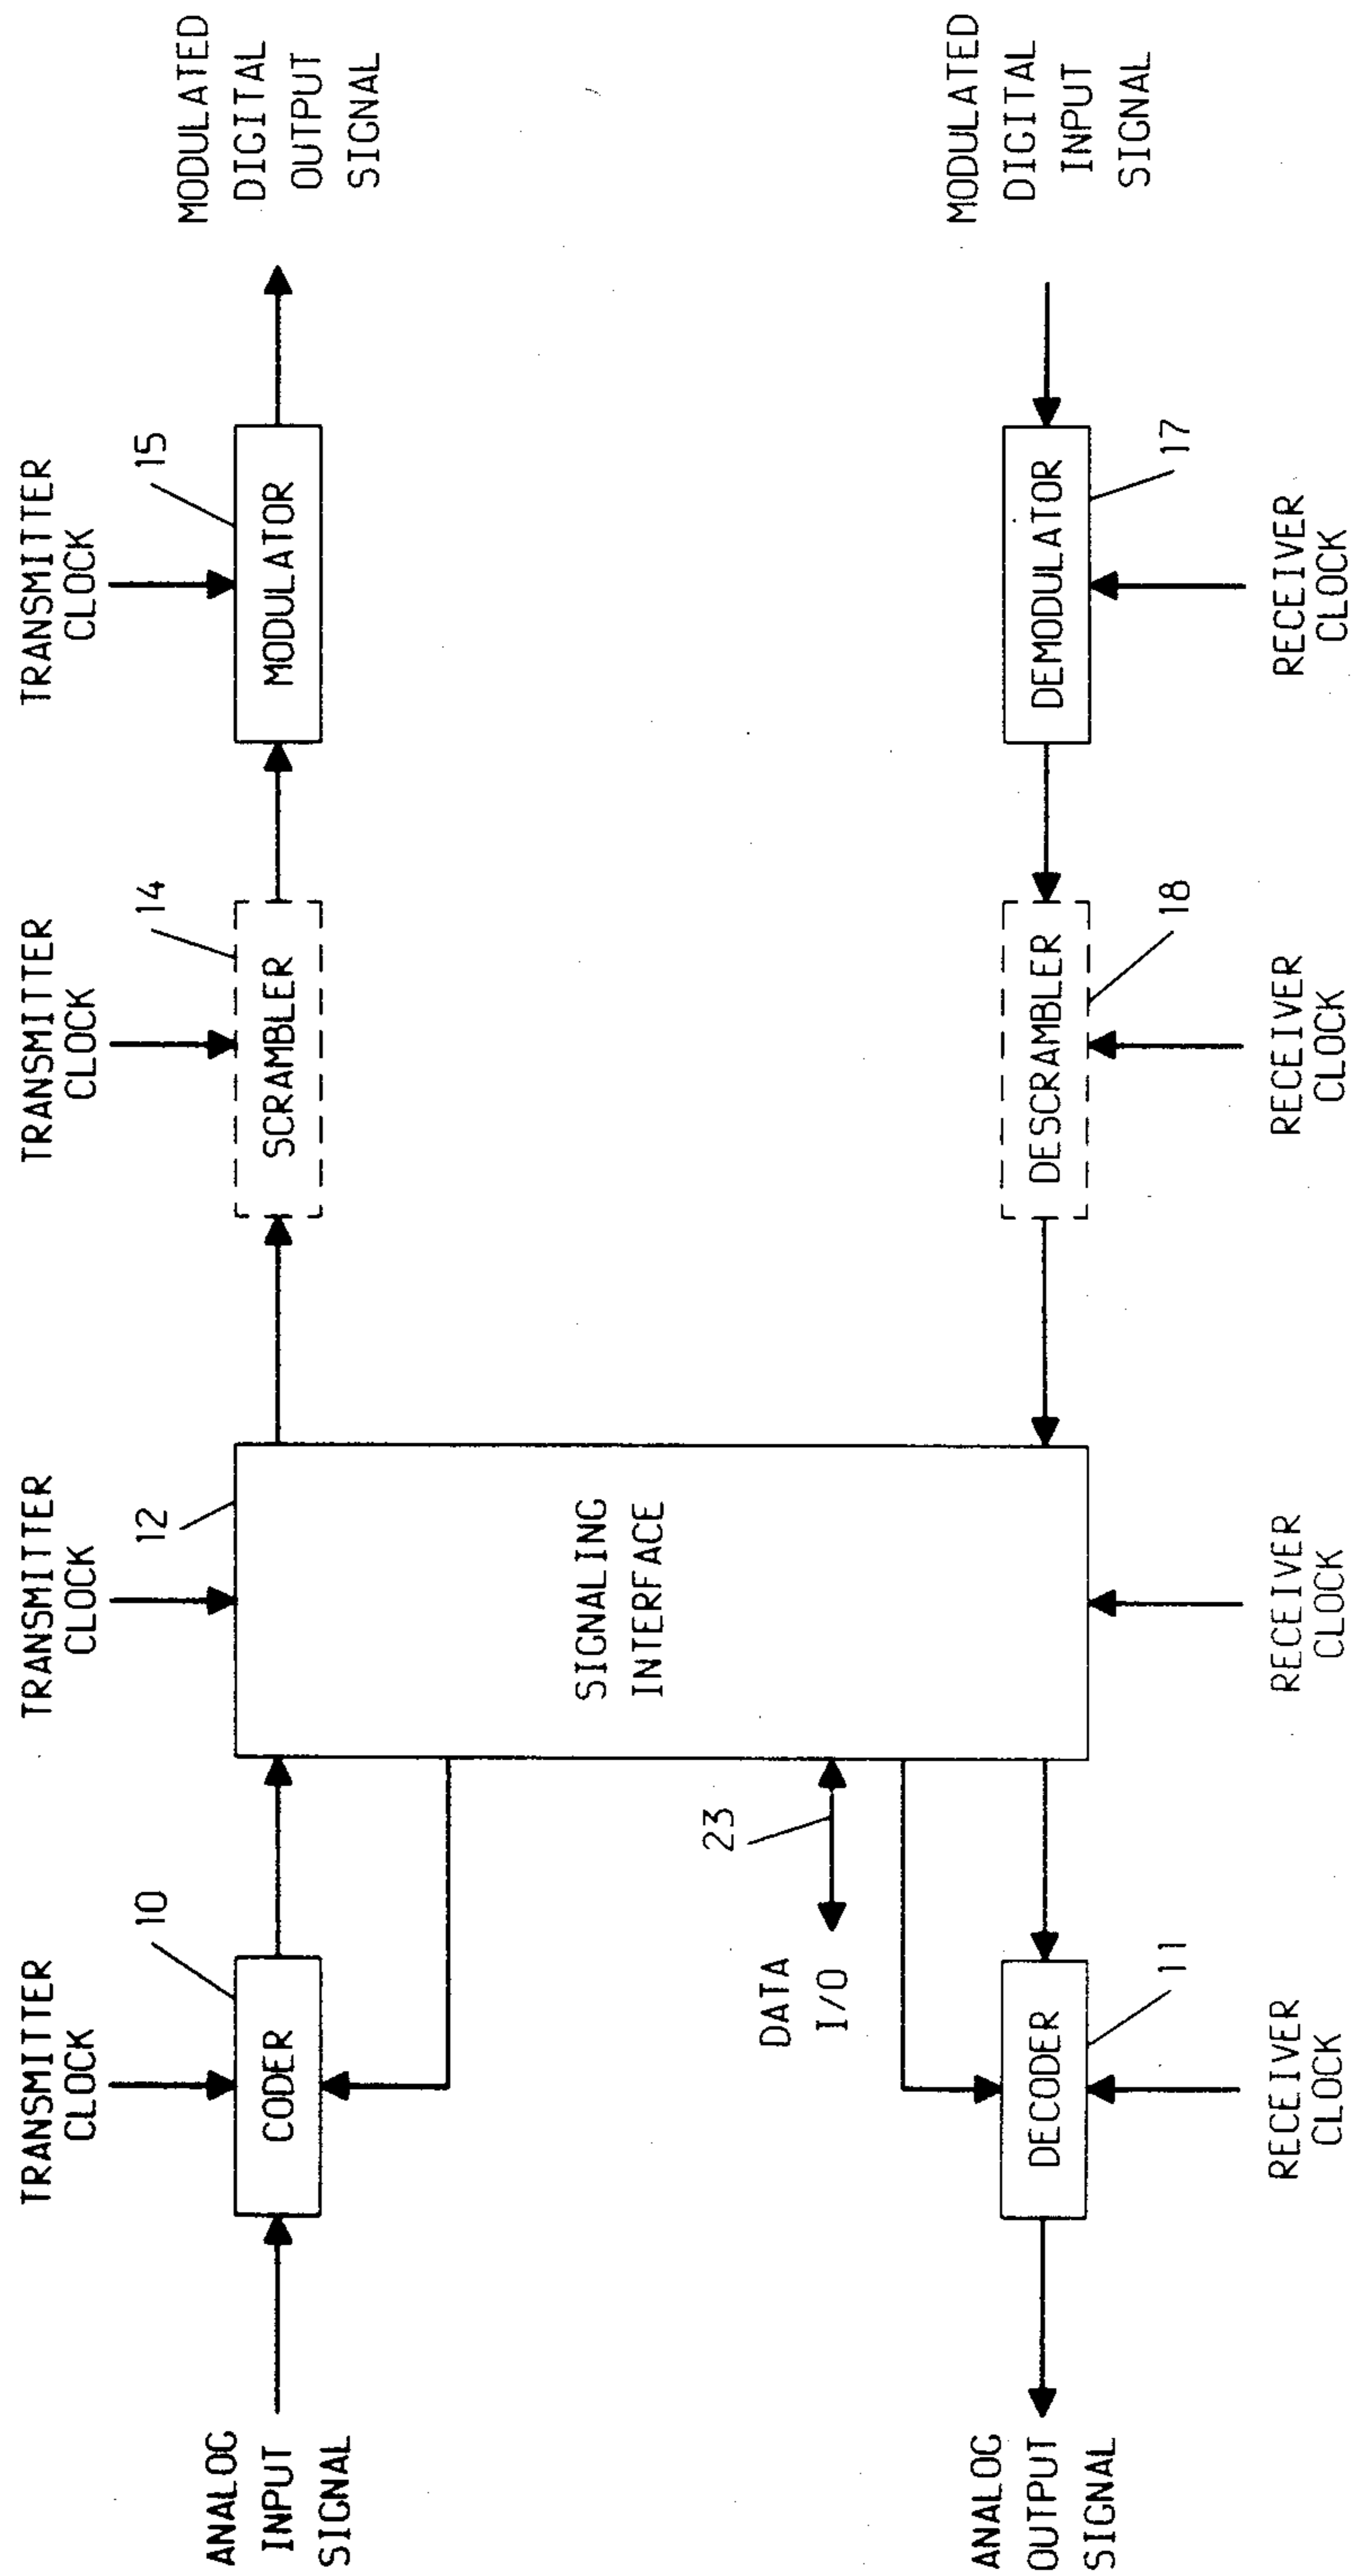 TRANSMITTER
CLOCK
TRANSMITTER
CLOCK
TRANSMITTER
CLOCK
TRANSMITTER
CLOCK
10
12
14
15
ANALOG
INPUT
SIGNAL
CODER
SCRAMBLER
MODULATOR
MODULATED
DIGITAL
OUTPUT
SIGNAL
SIGNALING
INTERFACE
23
DATA
I/O
ANALOG
OUTPUT
SIGNAL
DECODER
DESCRAMBLER
DEMODULATOR
MODULATED
DIGITAL
INPUT
SIGNAL
11
18
17
RECEIVER
CLOCK
RECEIVER
CLOCK
RECEIVER
CLOCK
RECEIVER
CLOCK